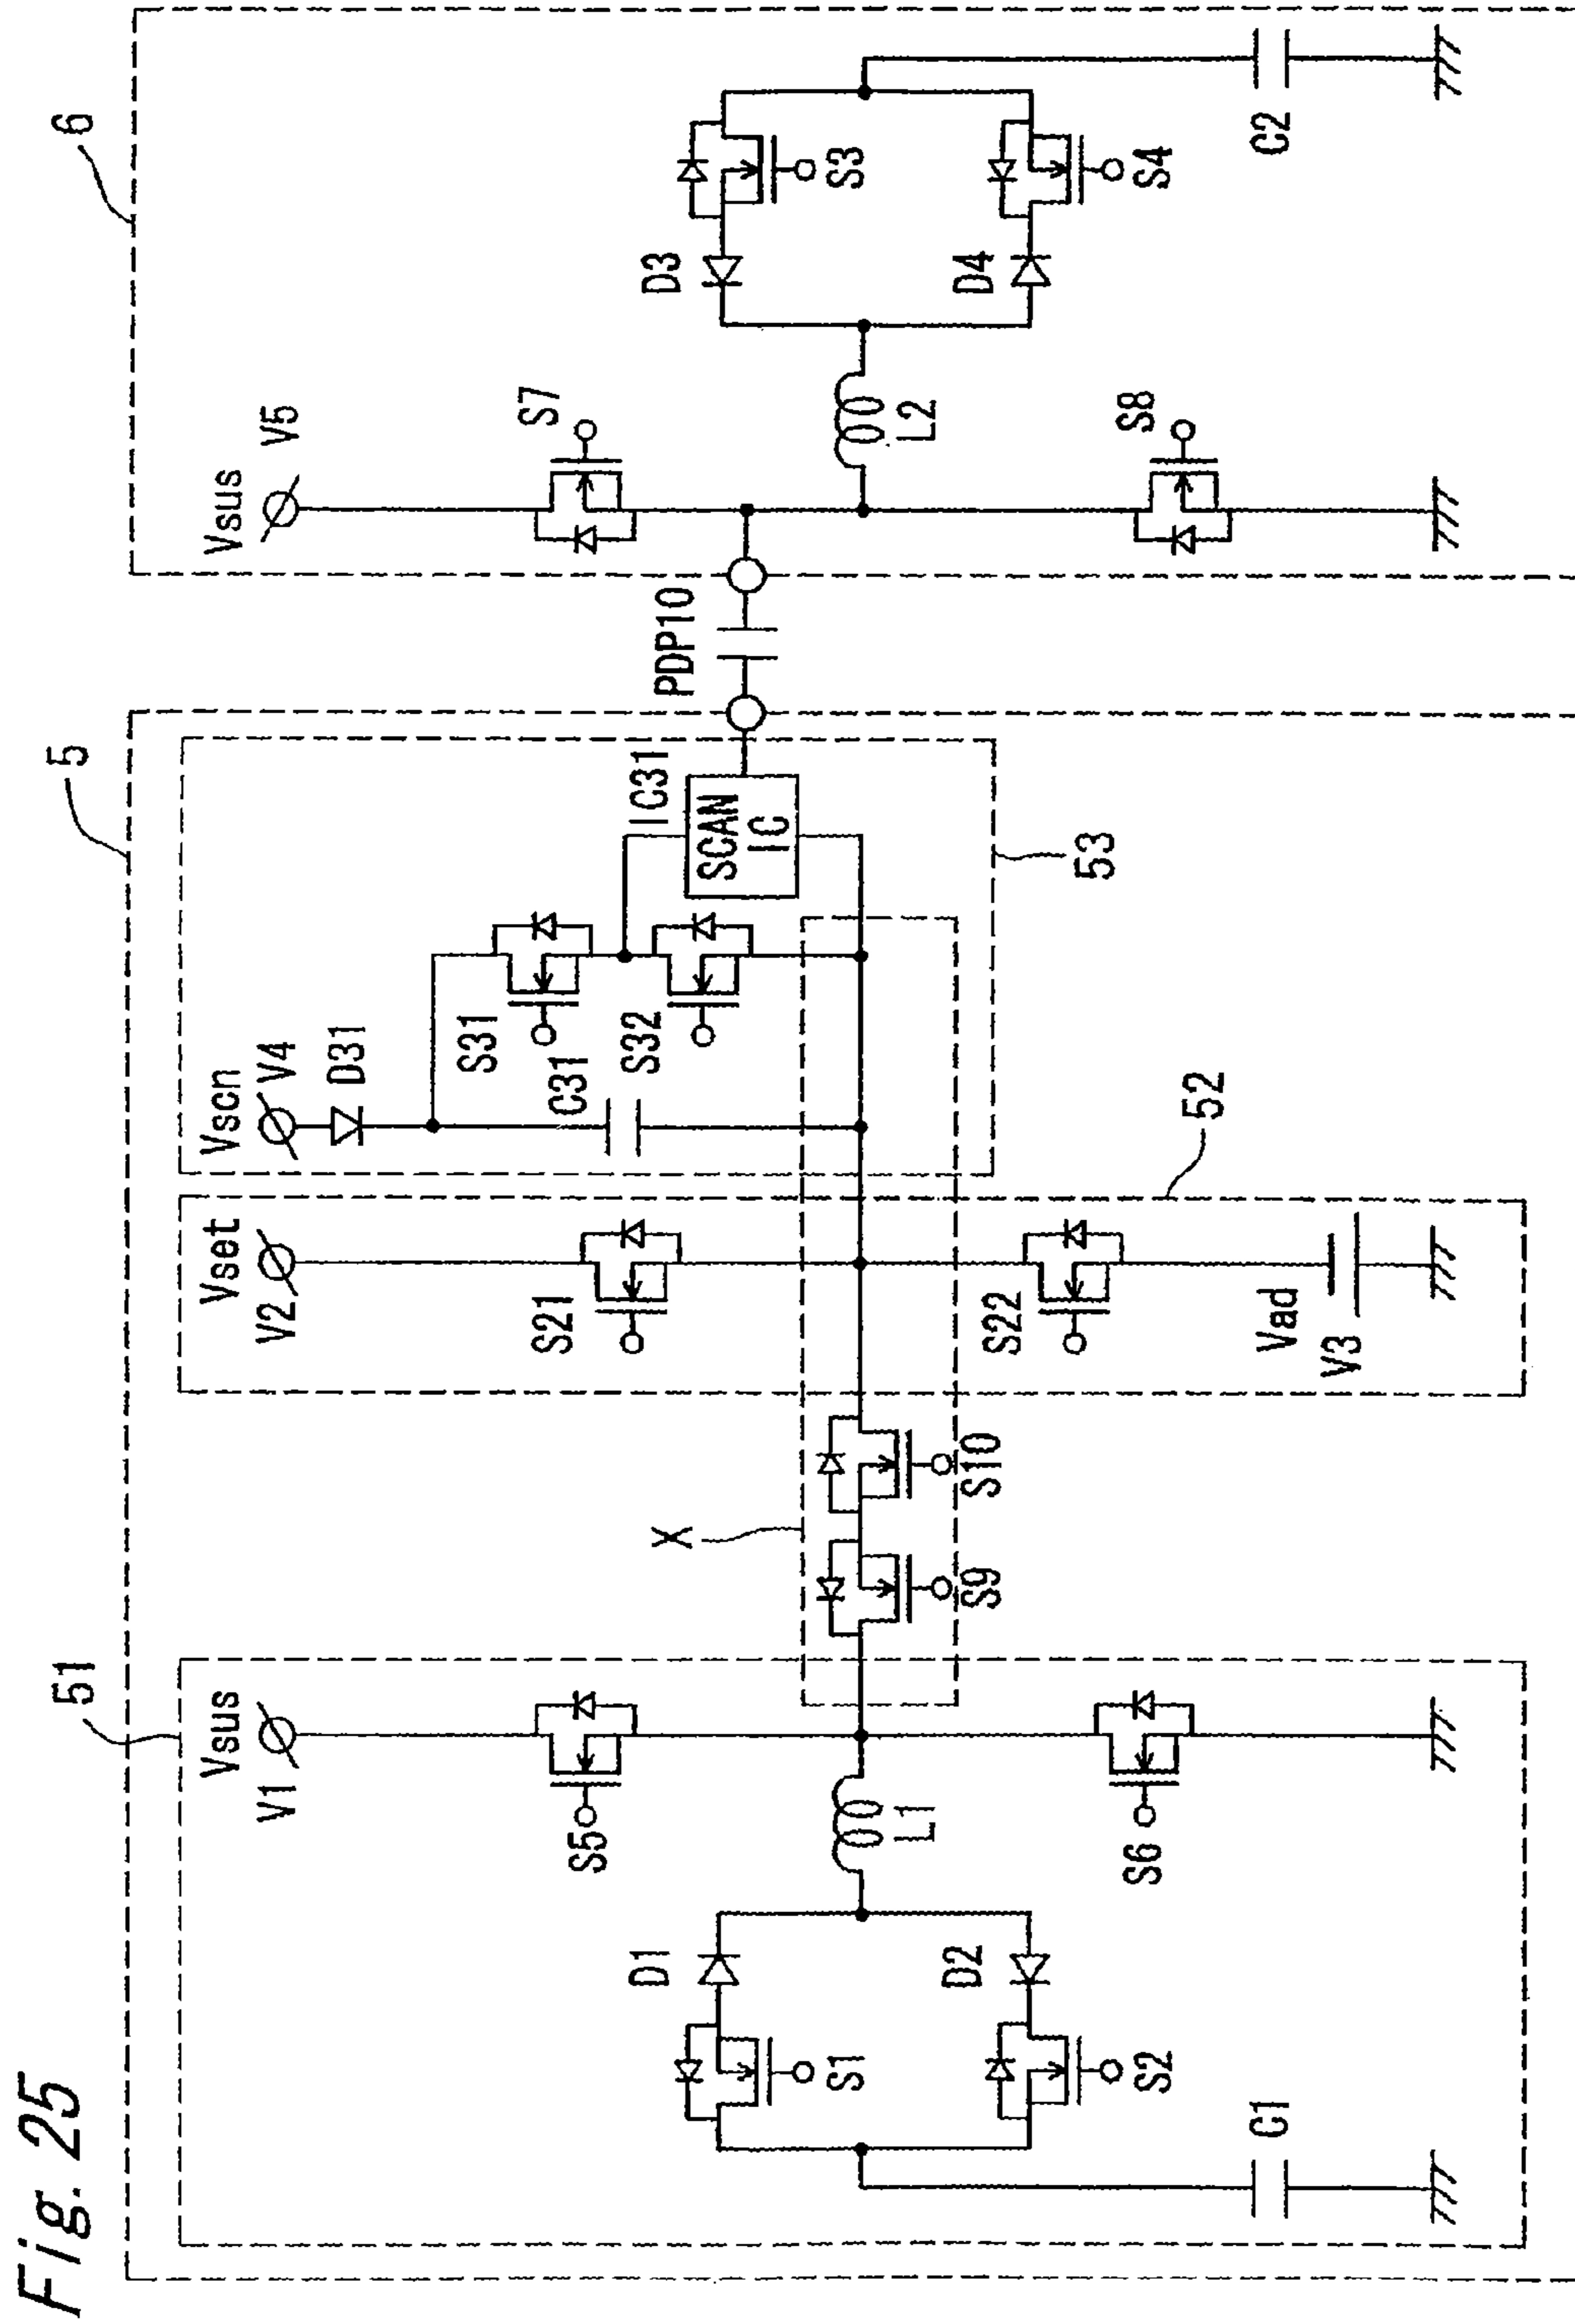 Fig. 25
5
6
51
Vsus
V1
S5
S6
L1
D1
D2
S1
S2
C1
X
S9
S10
52
Vset
V2
S21
S22
Vad
V3
53
Vscn
V4
D31
S31
S32
C31
IC31
SCAN
IC
PDP10
Vsus
V5
S7
S8
L2
D3
D4
S3
S4
C2